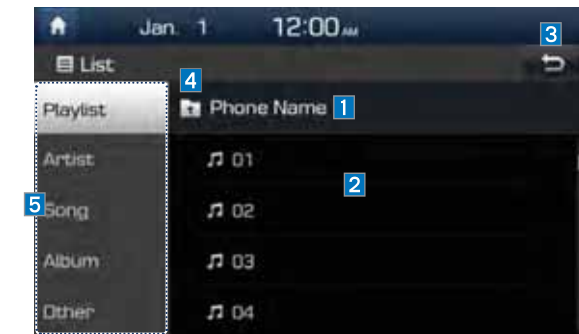 Jan. 1 12:00 AM
3
List
4
Playlist
Phone Name 1
Artist
01
2
5
Song
02
Album
03
Other
04